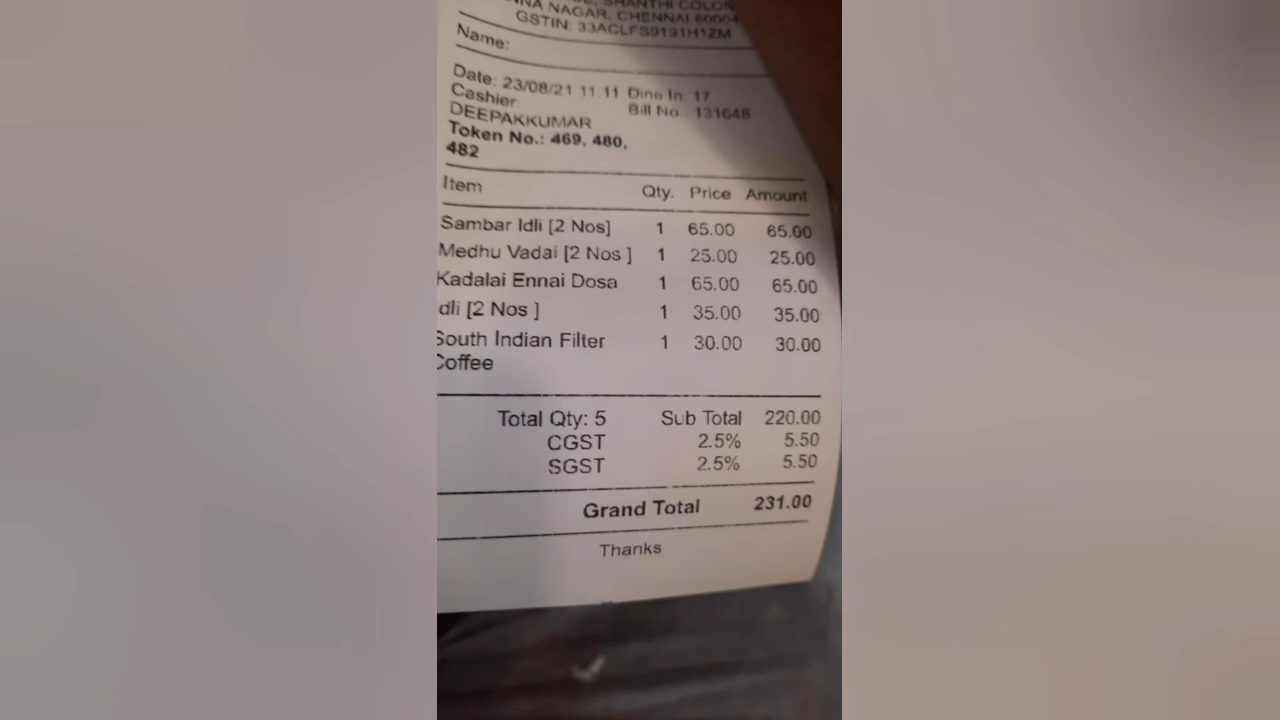 SHANTHI COLON
NA NAGAR, CHENNAI 60004
GSTIN: 33ACLFS9191H1ZM
Name:
Date: 23/08/21 11:11 Dine In: 17
Cashier: Bill No.: 131648
DEEPAKKUMAR
Token No.: 469, 480,
482
Item Qty. Price Amount
Sambar Idli [2 Nos] 1 65.00 65.00
Medhu Vadai [2 Nos ] 1 25.00 25.00
Kadalai Ennai Dosa 1 65.00 65.00
dli [2 Nos ] 1 35.00 35.00
South Indian Filter 1 30.00 30.00
Coffee
Total Qty: 5 Sub Total 220.00
CGST 2.5% 5.50
SGST 2.5% 5.50
Grand Total 231.00
Thanks